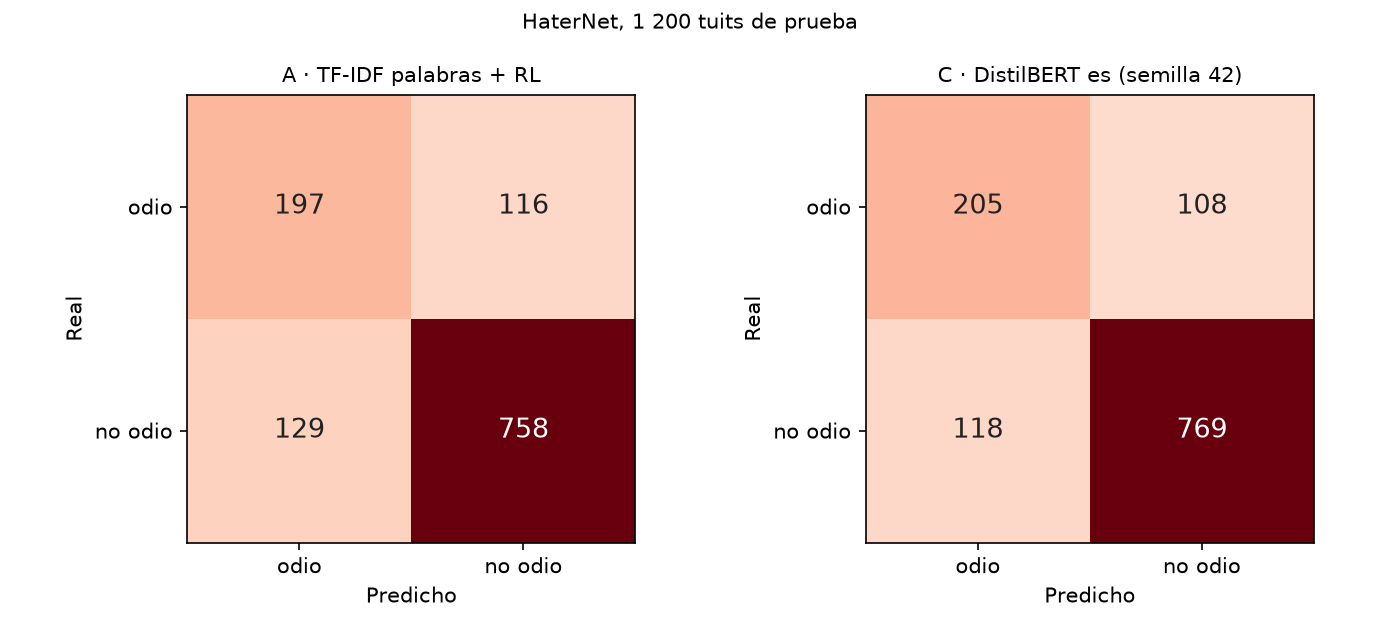 HaterNet, 1 200 tuits de prueba
A · TF-IDF palabras + RL
odio
197
116
Real
no odio
129
758
odio
no odio
Predicho
C · DistilBERT es (semilla 42)
odio
205
108
Real
no odio
118
769
odio
no odio
Predicho